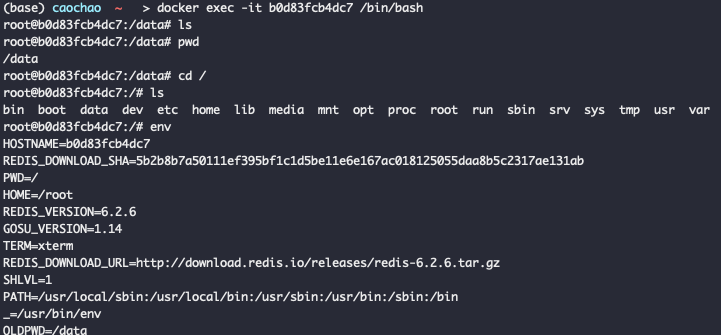 (base) caochao ~ > docker exec -it b0d83fcb4dc7 /bin/bash
root@b0d83fcb4dc7:/data# ls
root@b0d83fcb4dc7:/data# pwd
/data
root@b0d83fcb4dc7:/data# cd /
root@b0d83fcb4dc7:/# ls
bin boot data dev etc home lib media mnt opt proc root run sbin srv sys tmp usr var
root@b0d83fcb4dc7:/# env
HOSTNAME=b0d83fcb4dc7
REDIS_DOWNLOAD_SHA=5b2b8b7a50111ef395bf1c1d5be11e6e167ac018125055daa8b5c2317ae131ab
PWD=/
HOME=/root
REDIS_VERSION=6.2.6
GOSU_VERSION=1.14
TERM=xterm
REDIS_DOWNLOAD_URL=http://download.redis.io/releases/redis-6.2.6.tar.gz
SHLVL=1
PATH=/usr/local/sbin:/usr/local/bin:/usr/sbin:/usr/bin:/sbin:/bin
_=/usr/bin/env
OLDPWD=/data